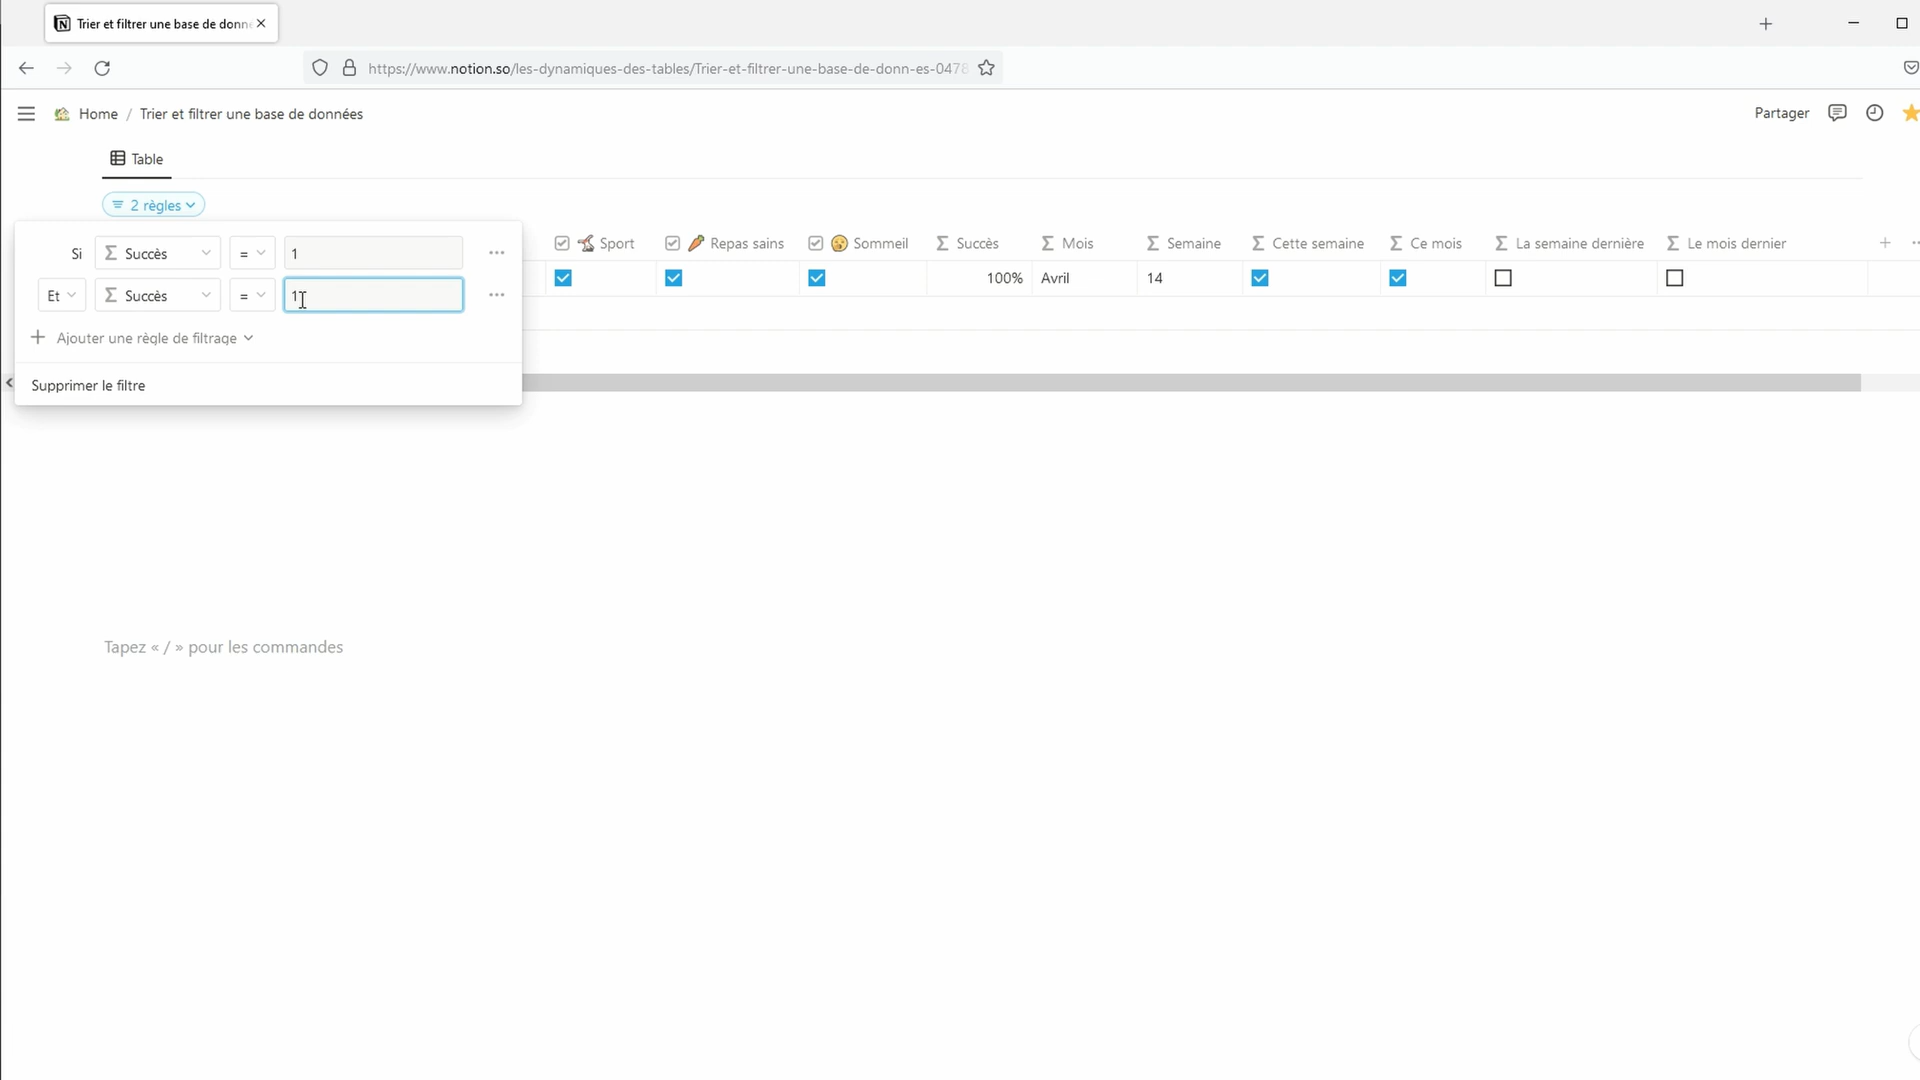 Trier et filtrer une base de donn
https://www.notion.so/les-dynamiques-des-tables/Trier-et-filtrer-une-base-de-donn-es-0478
Home / Trier et filtrer une base de données
Partager
Table
2 règles
Sport Repas sains Sommeil Succès Mois Semaine Cette semaine Ce mois La semaine dernière Le mois dernier
100% Avril 14
Si Succès = 1
Et Succès = 1
Ajouter une règle de filtrage
Supprimer le filtre
Tapez « / » pour les commandes